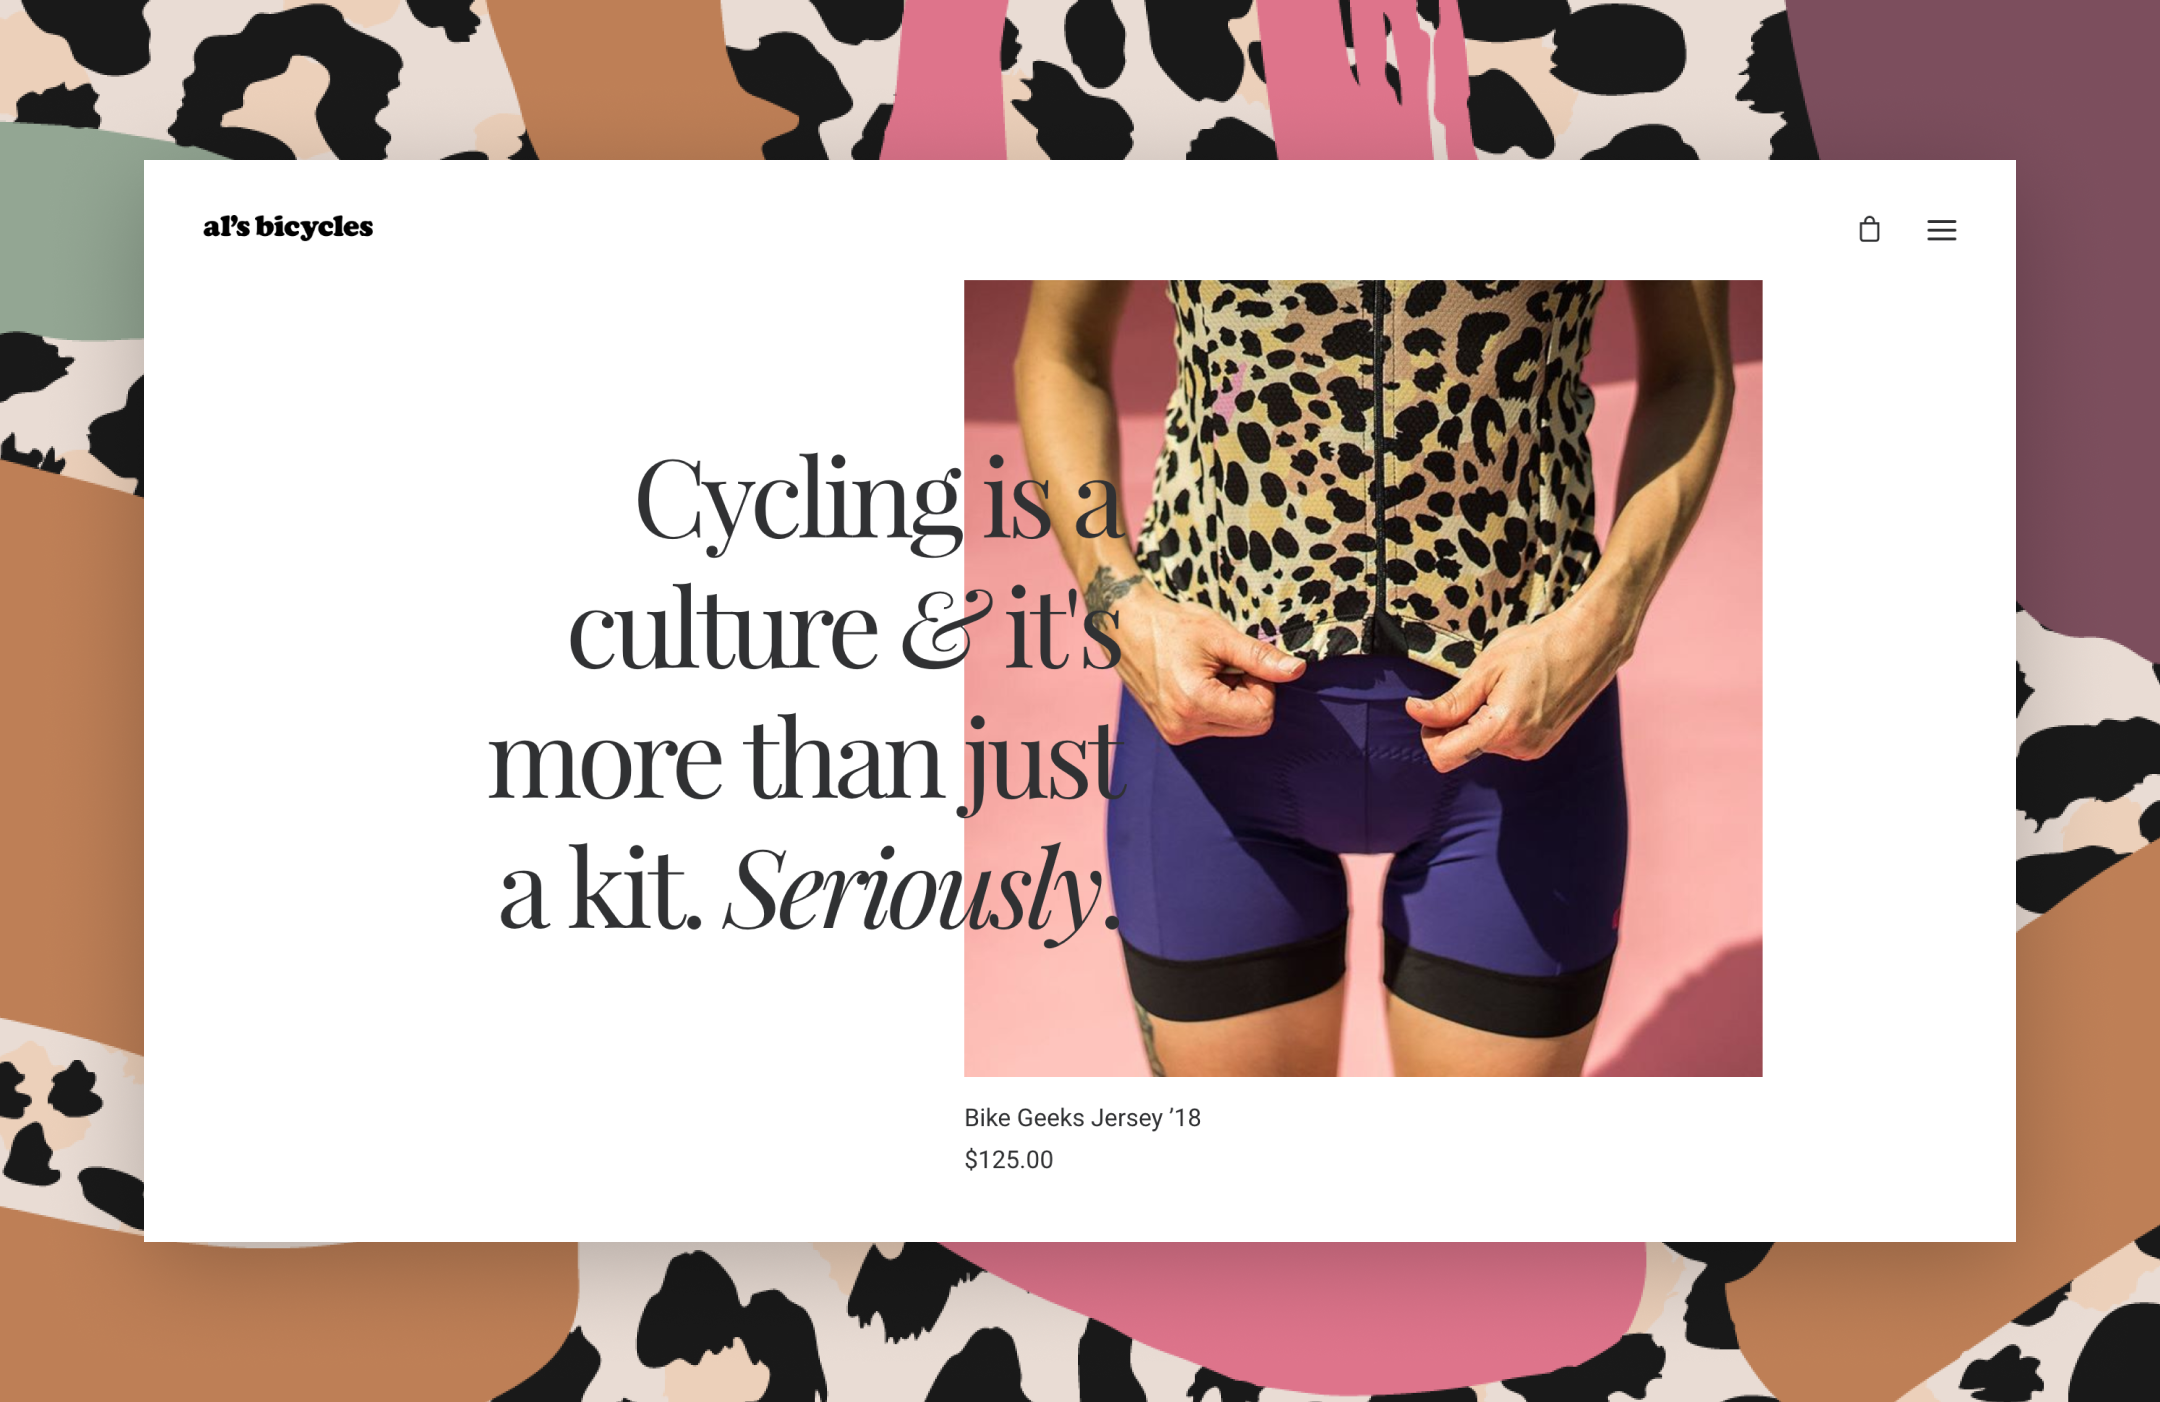 al’s bicycles
Cycling is a
culture & it's
more than just
a kit. Seriously.
Bike Geeks Jersey ’18
$125.00